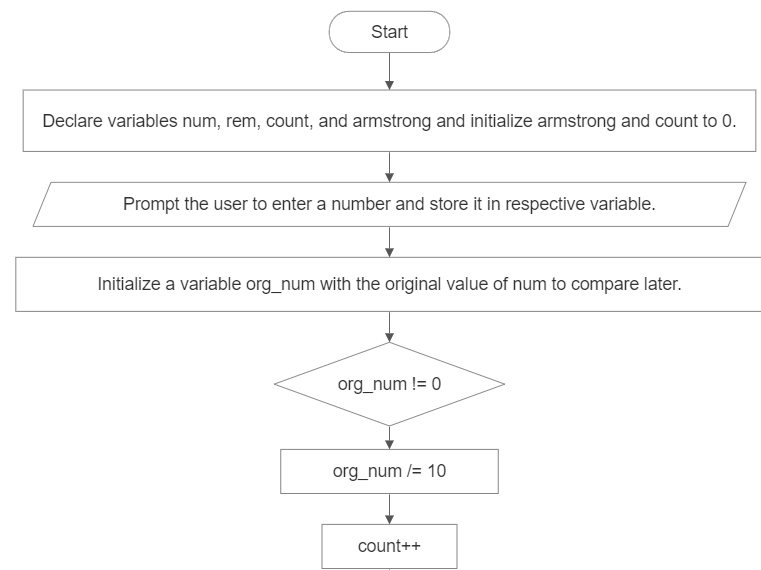 Start
Declare variables num, rem, count, and armstrong and initialize armstrong and count to 0.
Prompt the user to enter a number and store it in respective variable.
Initialize a variable org_num with the original value of num to compare later.
org_num != 0
org_num /= 10
count++